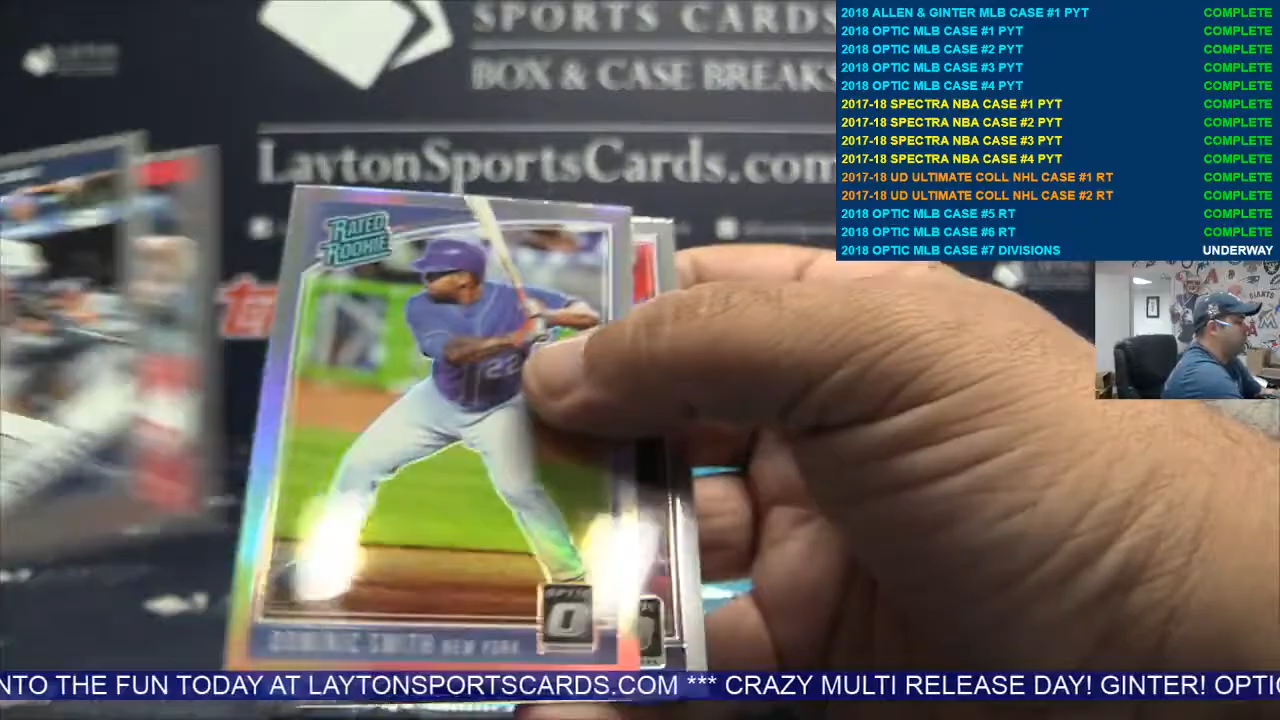 SPORTS CARDS
BOX & CASE BREAKS
LaytonSportsCards.com
RATED
ROOKIE
22
OPTIC
DOMINIC SMITH NEW YORK
2018 ALLEN & GINTER MLB CASE #1 PYT COMPLETE
2018 OPTIC MLB CASE #1 PYT COMPLETE
2018 OPTIC MLB CASE #2 PYT COMPLETE
2018 OPTIC MLB CASE #3 PYT COMPLETE
2018 OPTIC MLB CASE #4 PYT COMPLETE
2017-18 SPECTRA NBA CASE #1 PYT COMPLETE
2017-18 SPECTRA NBA CASE #2 PYT COMPLETE
2017-18 SPECTRA NBA CASE #3 PYT COMPLETE
2017-18 SPECTRA NBA CASE #4 PYT COMPLETE
2017-18 UD ULTIMATE COLL NHL CASE #1 RT COMPLETE
2017-18 UD ULTIMATE COLL NHL CASE #2 RT COMPLETE
2018 OPTIC MLB CASE #5 RT COMPLETE
2018 OPTIC MLB CASE #6 RT COMPLETE
2018 OPTIC MLB CASE #7 DIVISIONS UNDERWAY
GIANTS
NTO THE FUN TODAY AT LAYTONSPORTSCARDS.COM *** CRAZY MULTI RELEASE DAY! GINTER! OPTIC